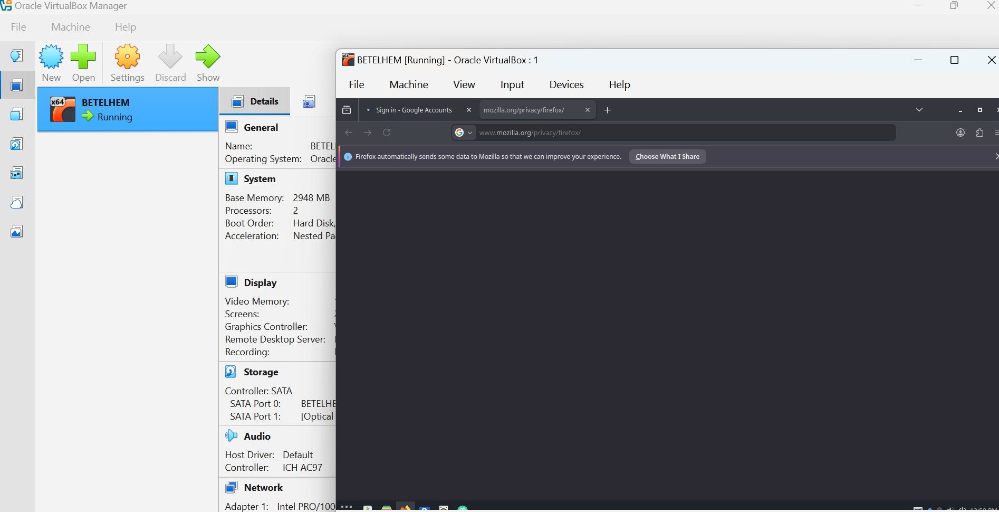 Oracle VirtualBox Manager
File Machine Help
New Open Settings Discard Show
x64 BETELHEM
Running
Details
General
Name: BETEL
Operating System: Oracle
System
Base Memory: 2948 MB
Processors: 2
Boot Order: Hard Disk,
Acceleration: Nested Pa
Display
Video Memory:
Screens:
Graphics Controller:
Remote Desktop Server:
Recording:
Storage
Controller: SATA
SATA Port 0: BETELHE
SATA Port 1: [Optical
Audio
Host Driver: Default
Controller: ICH AC97
Network
Adapter 1: Intel PRO/100
BETELHEM [Running] - Oracle VirtualBox : 1
File Machine View Input Devices Help
Sign in - Google Accounts
mozilla.org/privacy/firefox/
www.mozilla.org/privacy/firefox/
Firefox automatically sends some data to Mozilla so that we can improve your experience. Choose What I Share